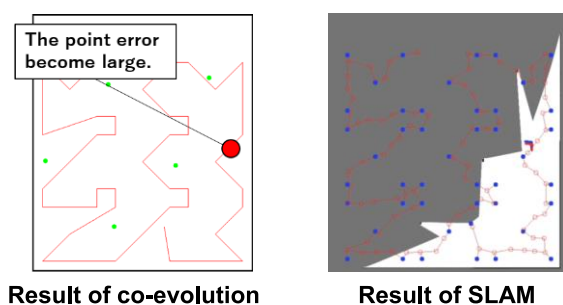 The point error
become large.
Result of co-evolution
Result of SLAM